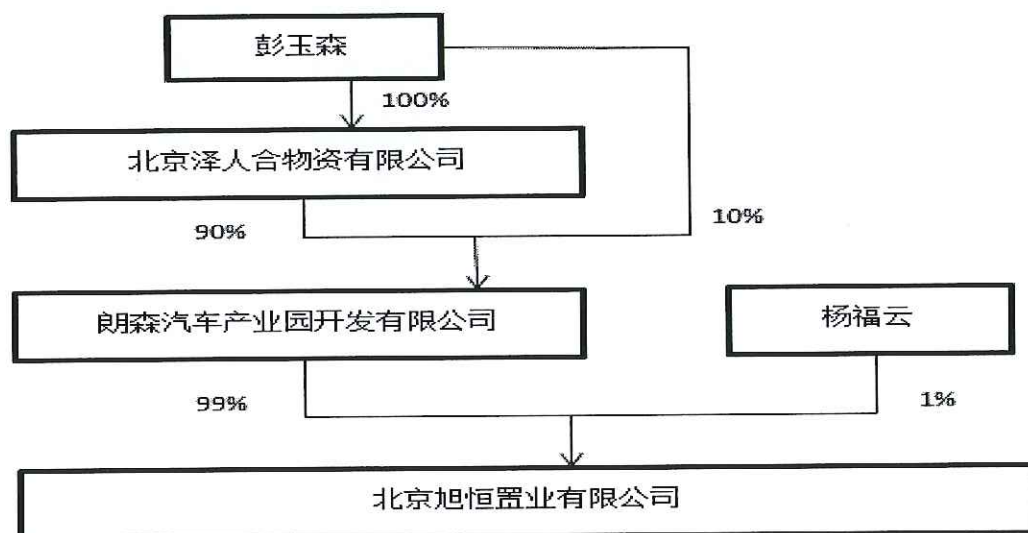 彭玉森
100%
北京泽人合物资有限公司
90%
10%
朗森汽车产业园开发有限公司
杨福云
99%
1%
北京旭恒置业有限公司